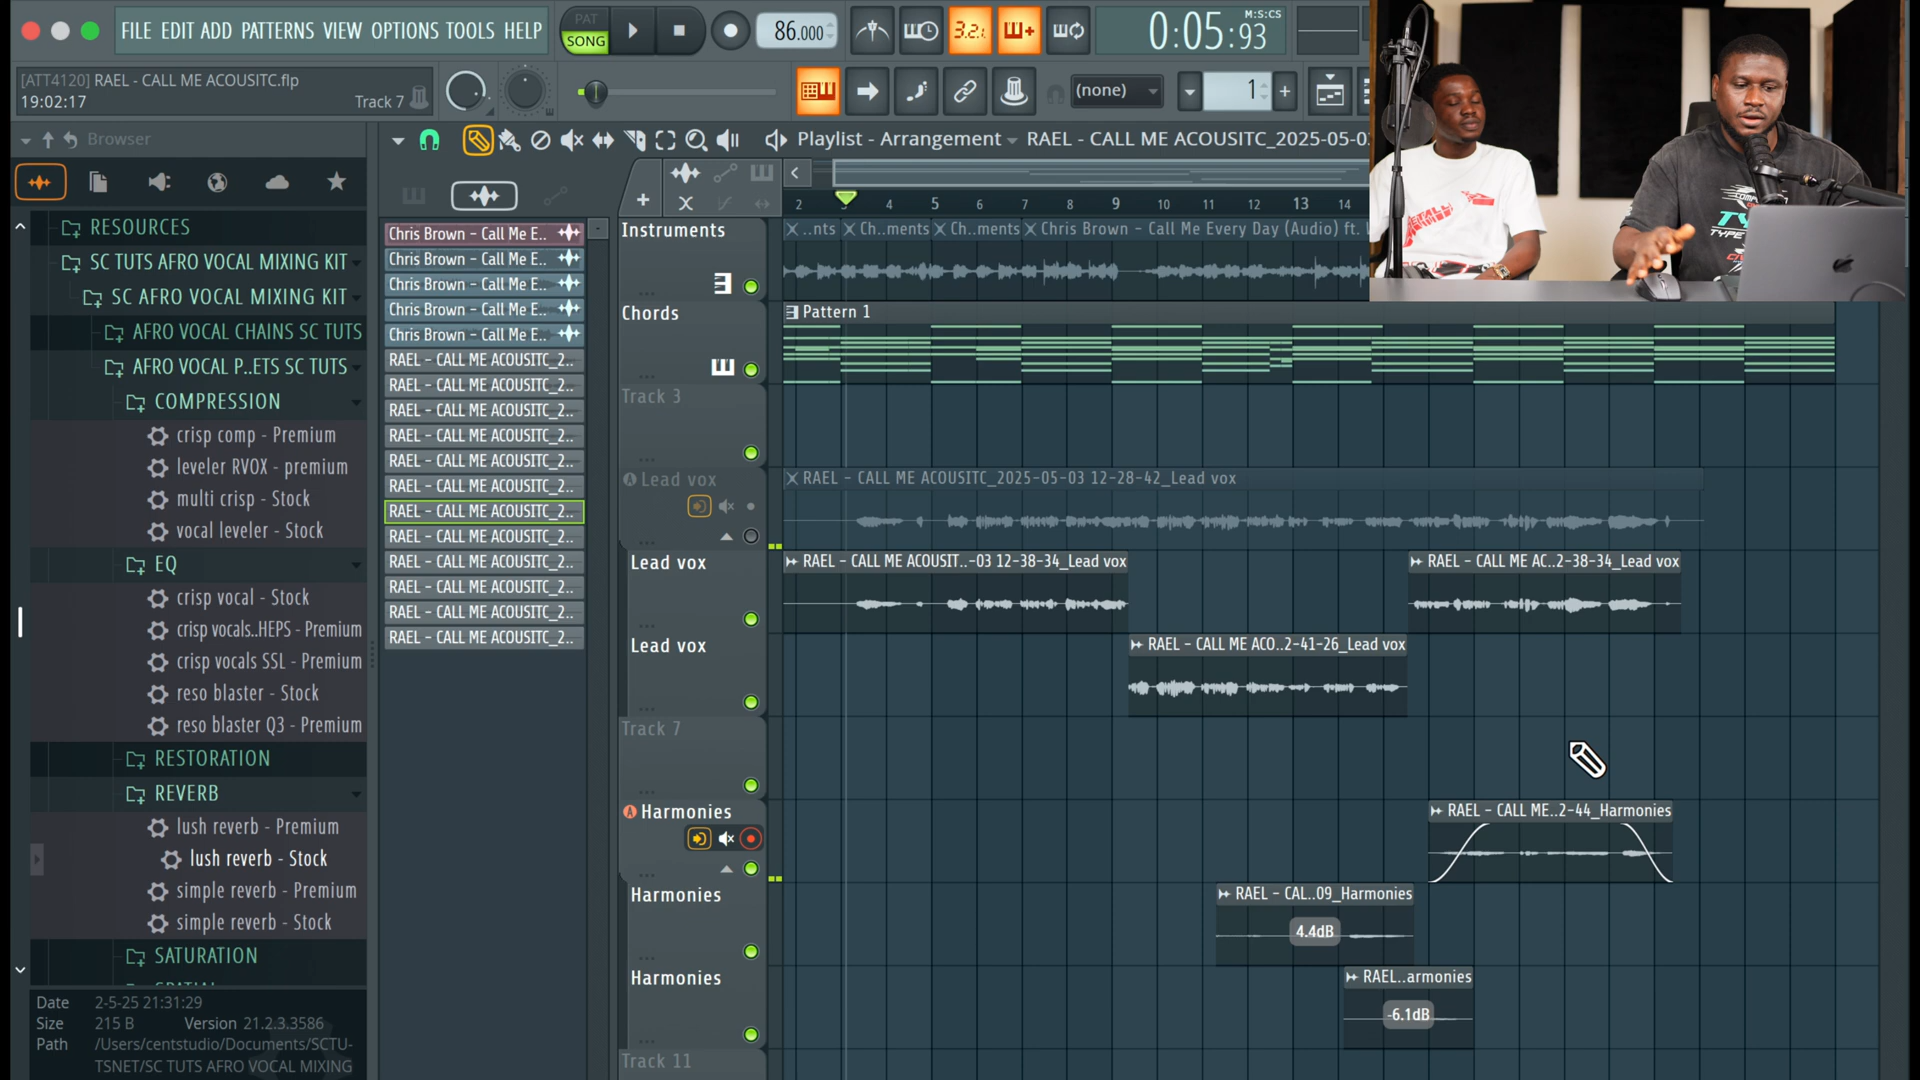 FILE EDIT ADD PATTERNS VIEW OPTIONS TOOLS HELP
PAT
SONG
86.000
3.2.
M:S:CS
0:05:93
[ATT4120] RAEL - CALL ME ACOUSITC.flp
19:02:17
Track 7
(none)
1
Browser
Playlist - Arrangement
RAEL - CALL ME ACOUSITC_2025-05-0
2
3
4
5
6
7
8
9
10
11
12
13
14
RESOURCES
SC TUTS AFRO VOCAL MIXING KIT
SC AFRO VOCAL MIXING KIT
AFRO VOCAL CHAINS SC TUTS
AFRO VOCAL P..ETS SC TUTS
COMPRESSION
crisp comp - Premium
leveler RVOX - premium
multi crisp - Stock
vocal leveler - Stock
EQ
crisp vocal - Stock
crisp vocals..HEPS - Premium
crisp vocals SSL - Premium
reso blaster - Stock
reso blaster Q3 - Premium
RESTORATION
REVERB
lush reverb - Premium
lush reverb - Stock
simple reverb - Premium
simple reverb - Stock
SATURATION
Date 2-5-25 21:31:29
Size 215 B Version 21.2.3.3586
Path /Users/centstudio/Documents/SCTU-
TSNET/SC TUTS AFRO VOCAL MIXING
Chris Brown - Call Me E..
Chris Brown - Call Me E..
Chris Brown - Call Me E..
Chris Brown - Call Me E..
Chris Brown - Call Me E..
RAEL - CALL ME ACOUSITC_2..
RAEL - CALL ME ACOUSITC_2..
RAEL - CALL ME ACOUSITC_2..
RAEL - CALL ME ACOUSITC_2..
RAEL - CALL ME ACOUSITC_2..
RAEL - CALL ME ACOUSITC_2..
RAEL - CALL ME ACOUSITC_2..
RAEL - CALL ME ACOUSITC_2..
RAEL - CALL ME ACOUSITC_2..
RAEL - CALL ME ACOUSITC_2..
RAEL - CALL ME ACOUSITC_2..
RAEL - CALL ME ACOUSITC_2..
Instruments
..nts
Ch..ments
Ch..ments
Chris Brown - Call Me Every Day (Audio) ft.
Chords
Pattern 1
Track 3
Lead vox
RAEL - CALL ME ACOUSITC_2025-05-03 12-28-42_Lead vox
Lead vox
RAEL - CALL ME ACOUSIT..-03 12-38-34_Lead vox
RAEL - CALL ME AC..2-38-34_Lead vox
Lead vox
RAEL - CALL ME ACO..2-41-26_Lead vox
Track 7
Harmonies
RAEL - CALL ME..2-44_Harmonies
Harmonies
RAEL - CAL..09_Harmonies
4.4dB
Harmonies
RAEL..armonies
-6.1dB
Track 11